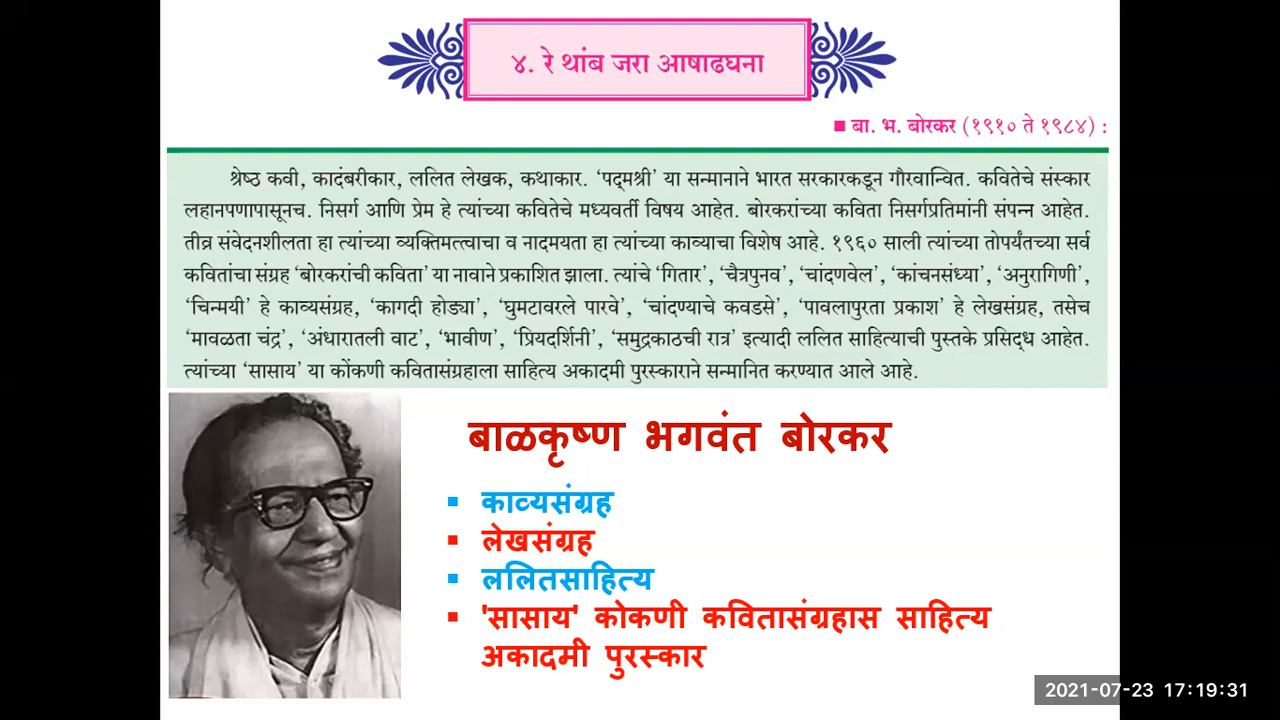 ४. रे थांब जरा आषाढघना
■ बा. भ. बोरकर (१९१० ते १९८४) :
श्रेष्ठ कवी, कादंबरीकार, ललित लेखक, कथाकार. ‘पद्मश्री’ या सन्मानाने भारत सरकारकडून गौरवान्वित. कवितेचे संस्कार
लहानपणापासूनच. निसर्ग आणि प्रेम हे त्यांच्या कवितेचे मध्यवर्ती विषय आहेत. बोरकरांच्या कविता निसर्गप्रतिमांनी संपन्न आहेत.
तीव्र संवेदनशीलता हा त्यांच्या व्यक्तिमत्त्वाचा व नादमयता हा त्यांच्या काव्याचा विशेष आहे. १९६० साली त्यांच्या तोपर्यंतच्या सर्व
कवितांचा संग्रह ‘बोरकरांची कविता’ या नावाने प्रकाशित झाला. त्यांचे ‘गितार’, ‘चैत्रपुनव’, ‘चांदणवेल’, ‘कांचनसंध्या’, ‘अनुरागिणी’,
‘चिन्मयी’ हे काव्यसंग्रह, ‘कागदी होड्या’, ‘घुमटावरले पारवे’, ‘चांदण्याचे कवडसे’, ‘पावलापुरता प्रकाश’ हे लेखसंग्रह, तसेच
‘मावळता चंद्र’, ‘अंधारातली वाट’, ‘भावीण’, ‘प्रियदर्शिनी’, ‘समुद्रकाठची रात्र’ इत्यादी ललित साहित्याची पुस्तके प्रसिद्ध आहेत.
त्यांच्या ‘सासाय’ या कोंकणी कवितासंग्रहाला साहित्य अकादमी पुरस्काराने सन्मानित करण्यात आले आहे.
बाळकृष्ण भगवंत बोरकर
▪ काव्यसंग्रह
▪ लेखसंग्रह
▪ ललितसाहित्य
▪ 'सासाय' कोकणी कवितासंग्रहास साहित्य
अकादमी पुरस्कार
2021-07-23 17:19:31